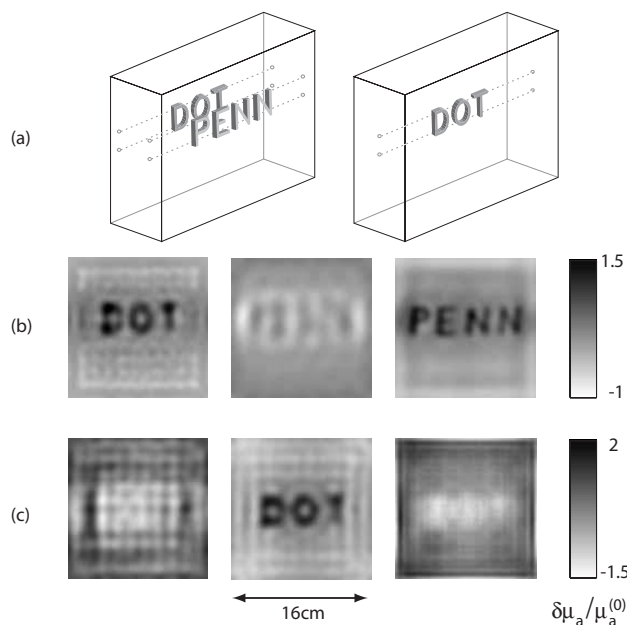 (a)
DOT
PENN
DOT
(b)
DOT
PENN
1.5
-1
(c)
DOT
2
-1.5
16cm
δμₐ/μₐ⁽⁰⁾